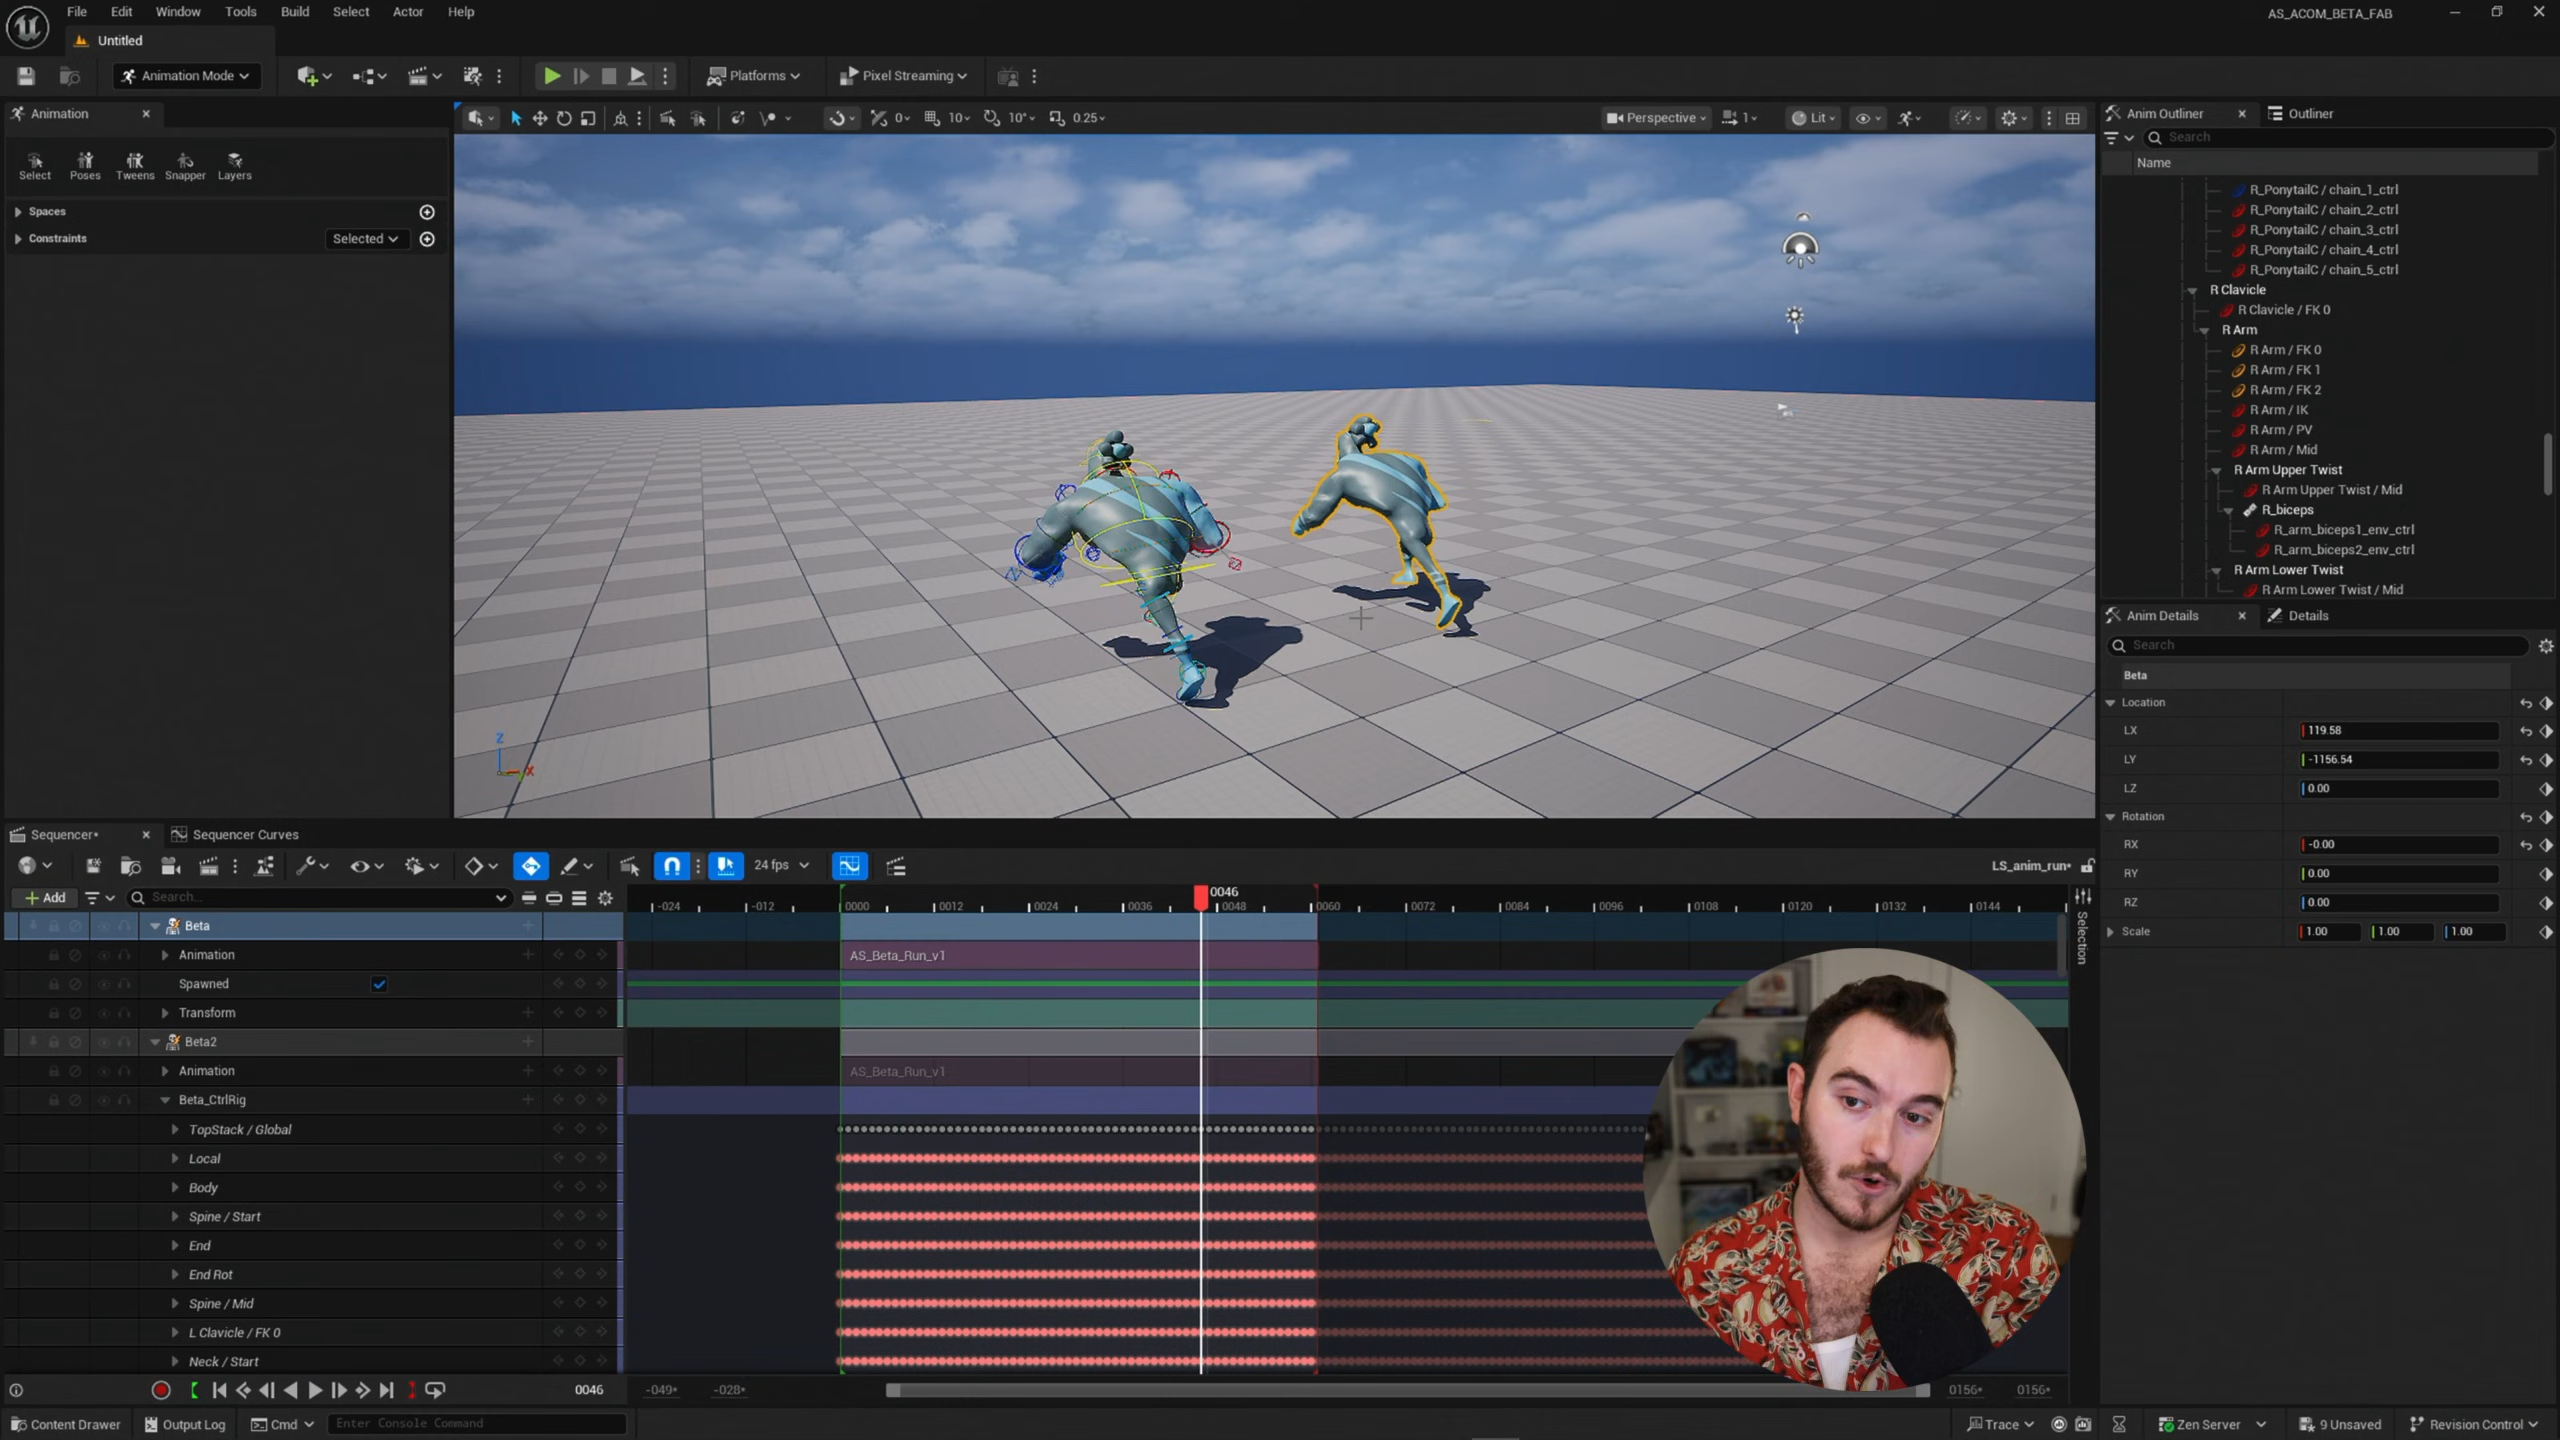 File Edit Window Tools Build Select Actor Help
AS_ACOM_BETA_FAB
Untitled
Animation Mode
Platforms
Pixel Streaming
Animation
Select Poses Tweens Snapper Layers
Spaces
Constraints Selected
0 10 10° 0.25
Perspective 1 Lit
Z
X
Anim Outliner Outliner
Search
Name
R_PonytailC / chain_1_ctrl
R_PonytailC / chain_2_ctrl
R_PonytailC / chain_3_ctrl
R_PonytailC / chain_4_ctrl
R_PonytailC / chain_5_ctrl
R Clavicle
R Clavicle / FK 0
R Arm
R Arm / FK 0
R Arm / FK 1
R Arm / FK 2
R Arm / IK
R Arm / PV
R Arm / Mid
R Arm Upper Twist
R Arm Upper Twist / Mid
R_biceps
R_arm_biceps1_env_ctrl
R_arm_biceps2_env_ctrl
R Arm Lower Twist
R Arm Lower Twist / Mid
Anim Details Details
Search
Beta
Location
LX 119.58
LY -1156.54
LZ 0.00
Rotation
RX -0.00
RY 0.00
RZ 0.00
Scale 1.00 1.00 1.00
Sequencer* Sequencer Curves
24 fps
LS_anim_run*
Add Search...
0046
-024 -012 0000 0012 0024 0036 0048 0060 0072 0084 0096 0108 0120 0132 0144
Selection
Beta
Animation AS_Beta_Run_v1
Spawned
Transform
Beta2
Animation AS_Beta_Run_v1
Beta_CtrlRig
TopStack / Global
Local
Body
Spine / Start
End
End Rot
Spine / Mid
L Clavicle / FK 0
Neck / Start
0046 -049* -028* 0156* 0156*
Content Drawer Output Log Cmd Enter Console Command
Trace Zen Server 9 Unsaved Revision Control